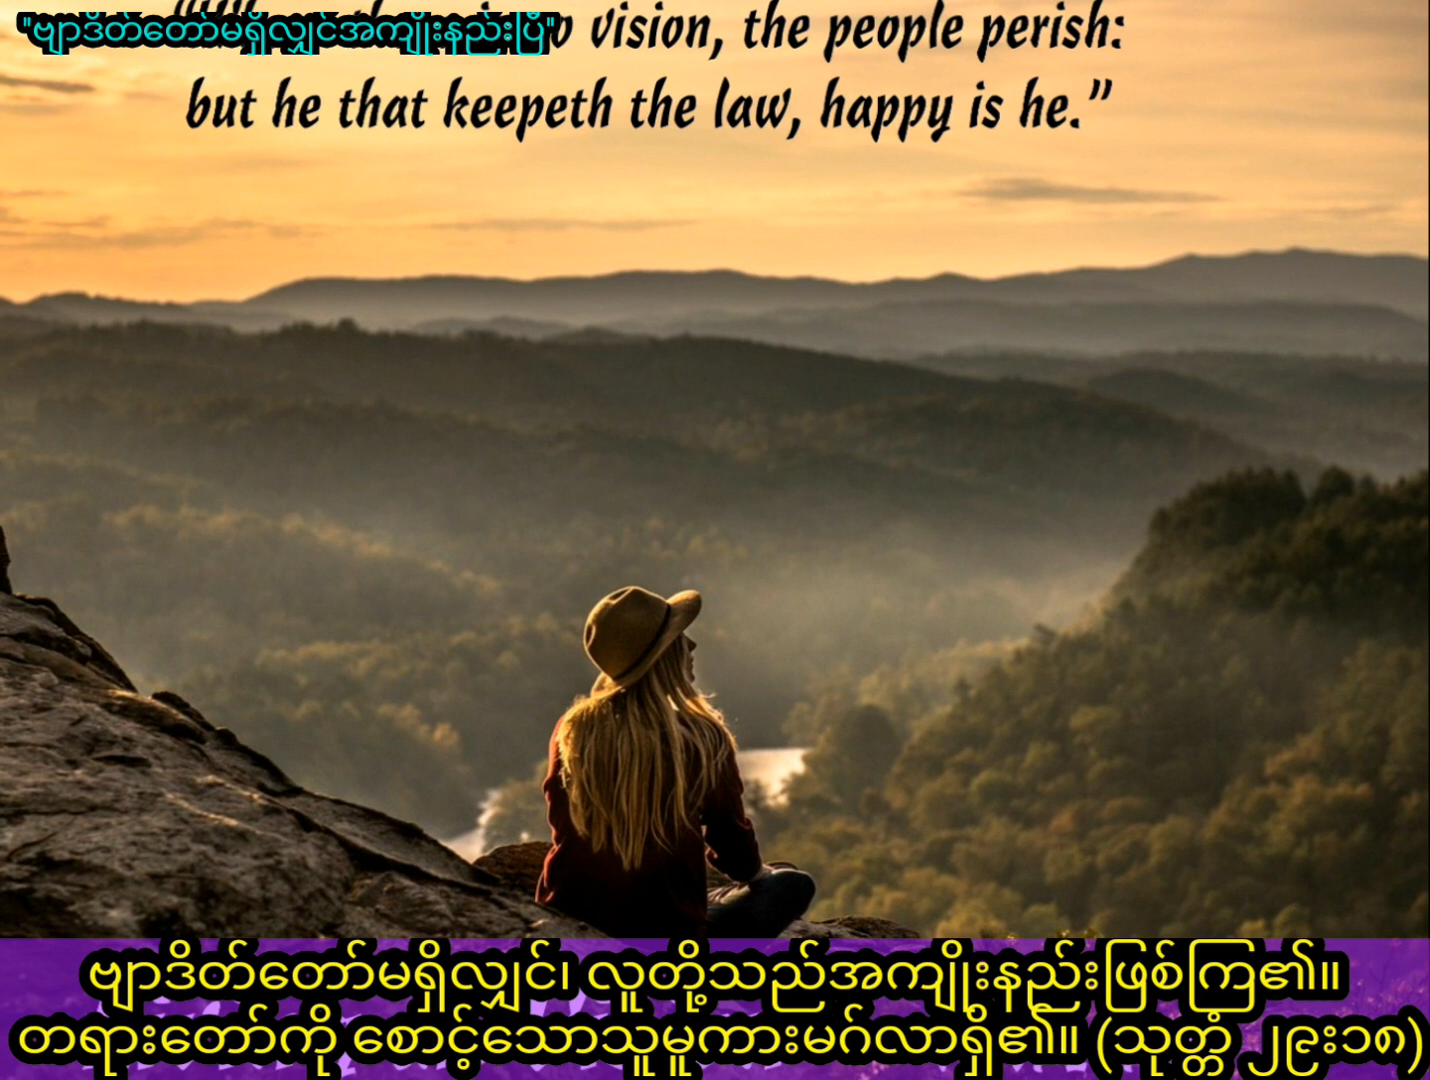 "ဗျာဒိတ်တော်မရှိလျှင်အကျိုးနည်းပြီ"
vision, the people perish:
but he that keepeth the law, happy is he.”
ဗျာဒိတ်တော်မရှိလျှင်၊ လူတို့သည်အကျိုးနည်းဖြစ်ကြ၏။
တရားတော်ကို စောင့်သောသူမူကားမင်္ဂလာရှိ၏။ (သုတ္တံ ၂၉း၁၈)